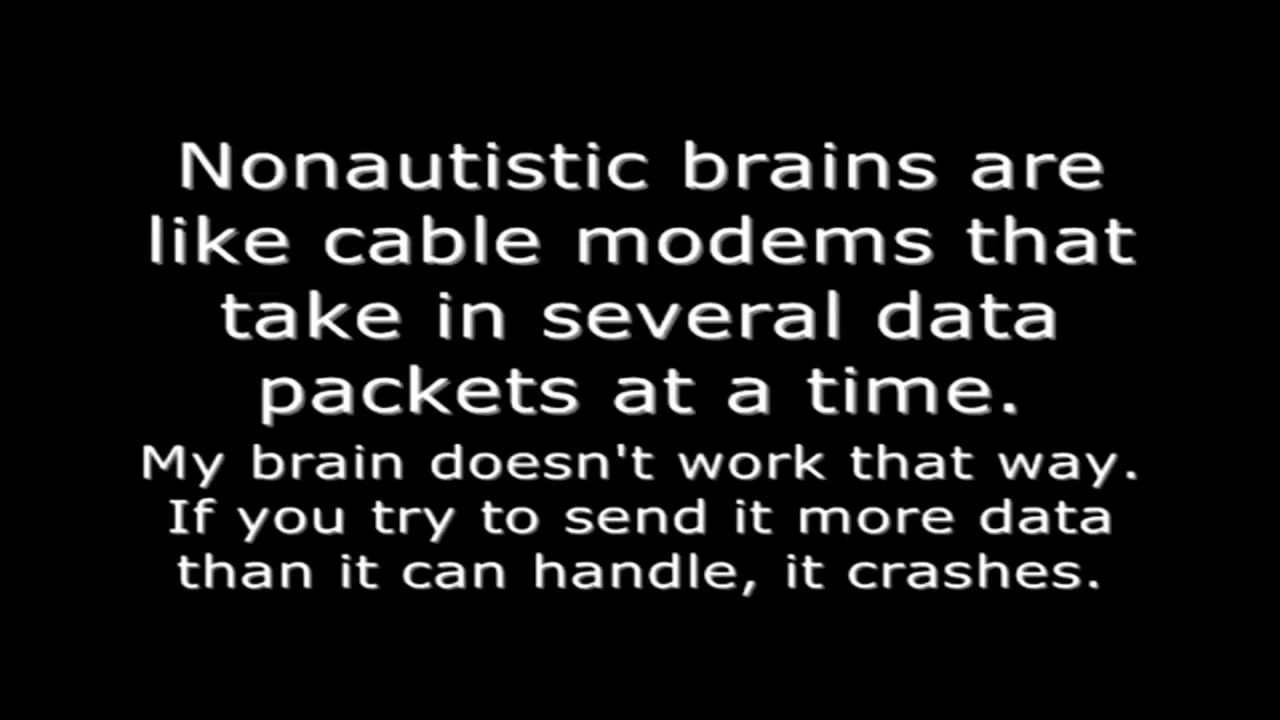 Nonautistic brains are
like cable modems that
take in several data
packets at a time.
My brain doesn't work that way.
If you try to send it more data
than it can handle, it crashes.